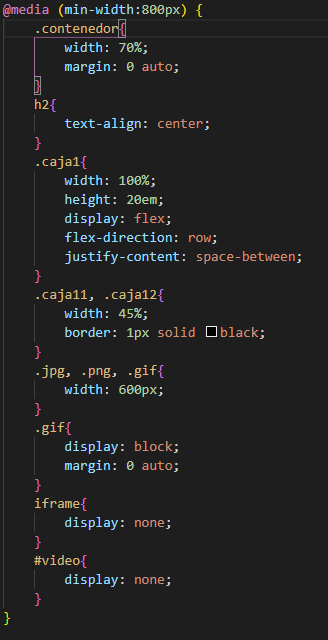 @media (min-width:800px) {
.contenedor{
width: 70%;
margin: 0 auto;
}
h2{
text-align: center;
}
.caja1{
width: 100%;
height: 20em;
display: flex;
flex-direction: row;
justify-content: space-between;
}
.caja11, .caja12{
width: 45%;
border: 1px solid black;
}
.jpg, .png, .gif{
width: 600px;
}
.gif{
display: block;
margin: 0 auto;
}
iframe{
display: none;
}
#video{
display: none;
}
}